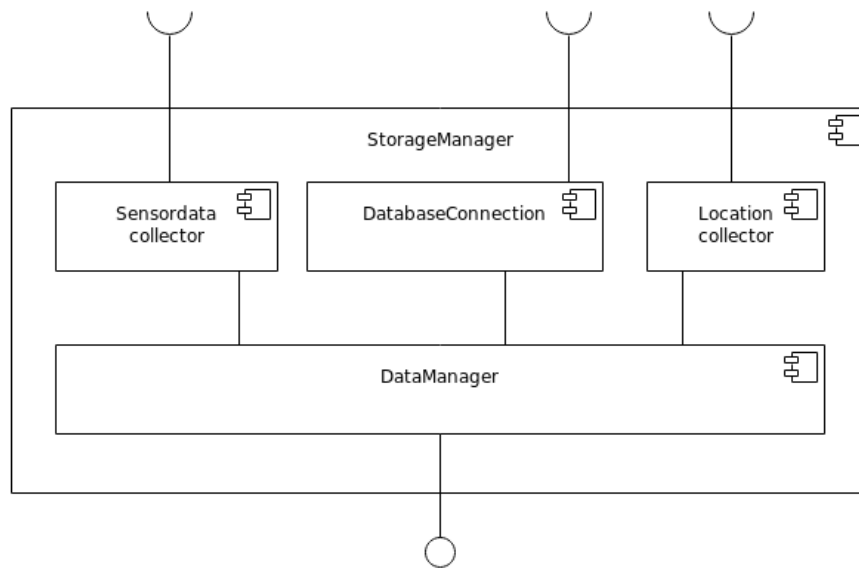 StorageManager
Sensordata
collector
DatabaseConnection
Location
collector
DataManager